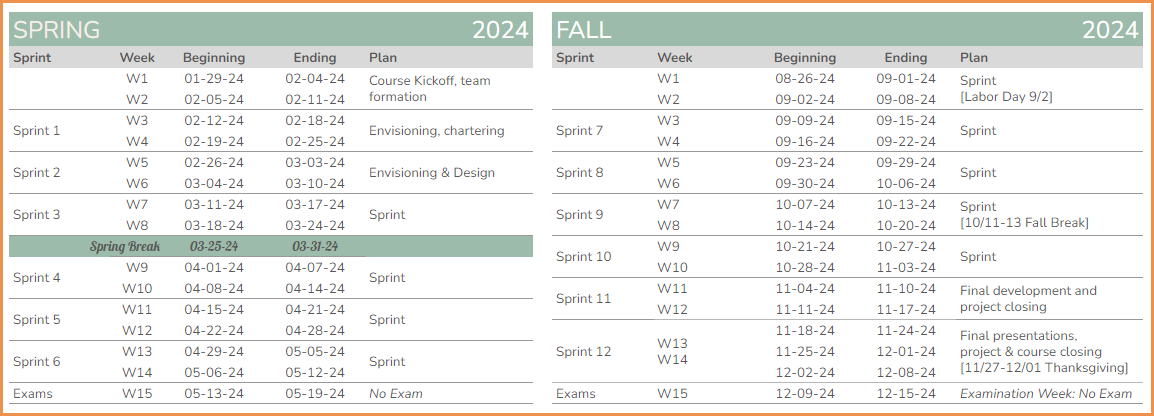 SPRING 2024
Sprint Week Beginning Ending Plan
W1 01-29-24 02-04-24 Course Kickoff, team
W2 02-05-24 02-11-24 formation
Sprint 1 W3 02-12-24 02-18-24 Envisioning, chartering
W4 02-19-24 02-25-24
Sprint 2 W5 02-26-24 03-03-24 Envisioning & Design
W6 03-04-24 03-10-24
Sprint 3 W7 03-11-24 03-17-24 Sprint
W8 03-18-24 03-24-24
Spring Break 03-25-24 03-31-24
Sprint 4 W9 04-01-24 04-07-24 Sprint
W10 04-08-24 04-14-24
Sprint 5 W11 04-15-24 04-21-24 Sprint
W12 04-22-24 04-28-24
Sprint 6 W13 04-29-24 05-05-24 Sprint
W14 05-06-24 05-12-24
Exams W15 05-13-24 05-19-24 No Exam
FALL 2024
Sprint Week Beginning Ending Plan
W1 08-26-24 09-01-24 Sprint
W2 09-02-24 09-08-24 [Labor Day 9/2]
Sprint 7 W3 09-09-24 09-15-24 Sprint
W4 09-16-24 09-22-24
Sprint 8 W5 09-23-24 09-29-24 Sprint
W6 09-30-24 10-06-24
Sprint 9 W7 10-07-24 10-13-24 Sprint
W8 10-14-24 10-20-24 [10/11-13 Fall Break]
Sprint 10 W9 10-21-24 10-27-24 Sprint
W10 10-28-24 11-03-24
Sprint 11 W11 11-04-24 11-10-24 Final development and
W12 11-11-24 11-17-24 project closing
11-18-24 11-24-24 Final presentations,
Sprint 12 W13 11-25-24 12-01-24 project & course closing
W14 12-02-24 12-08-24 [11/27-12/01 Thanksgiving]
Exams W15 12-09-24 12-15-24 Examination Week: No Exam